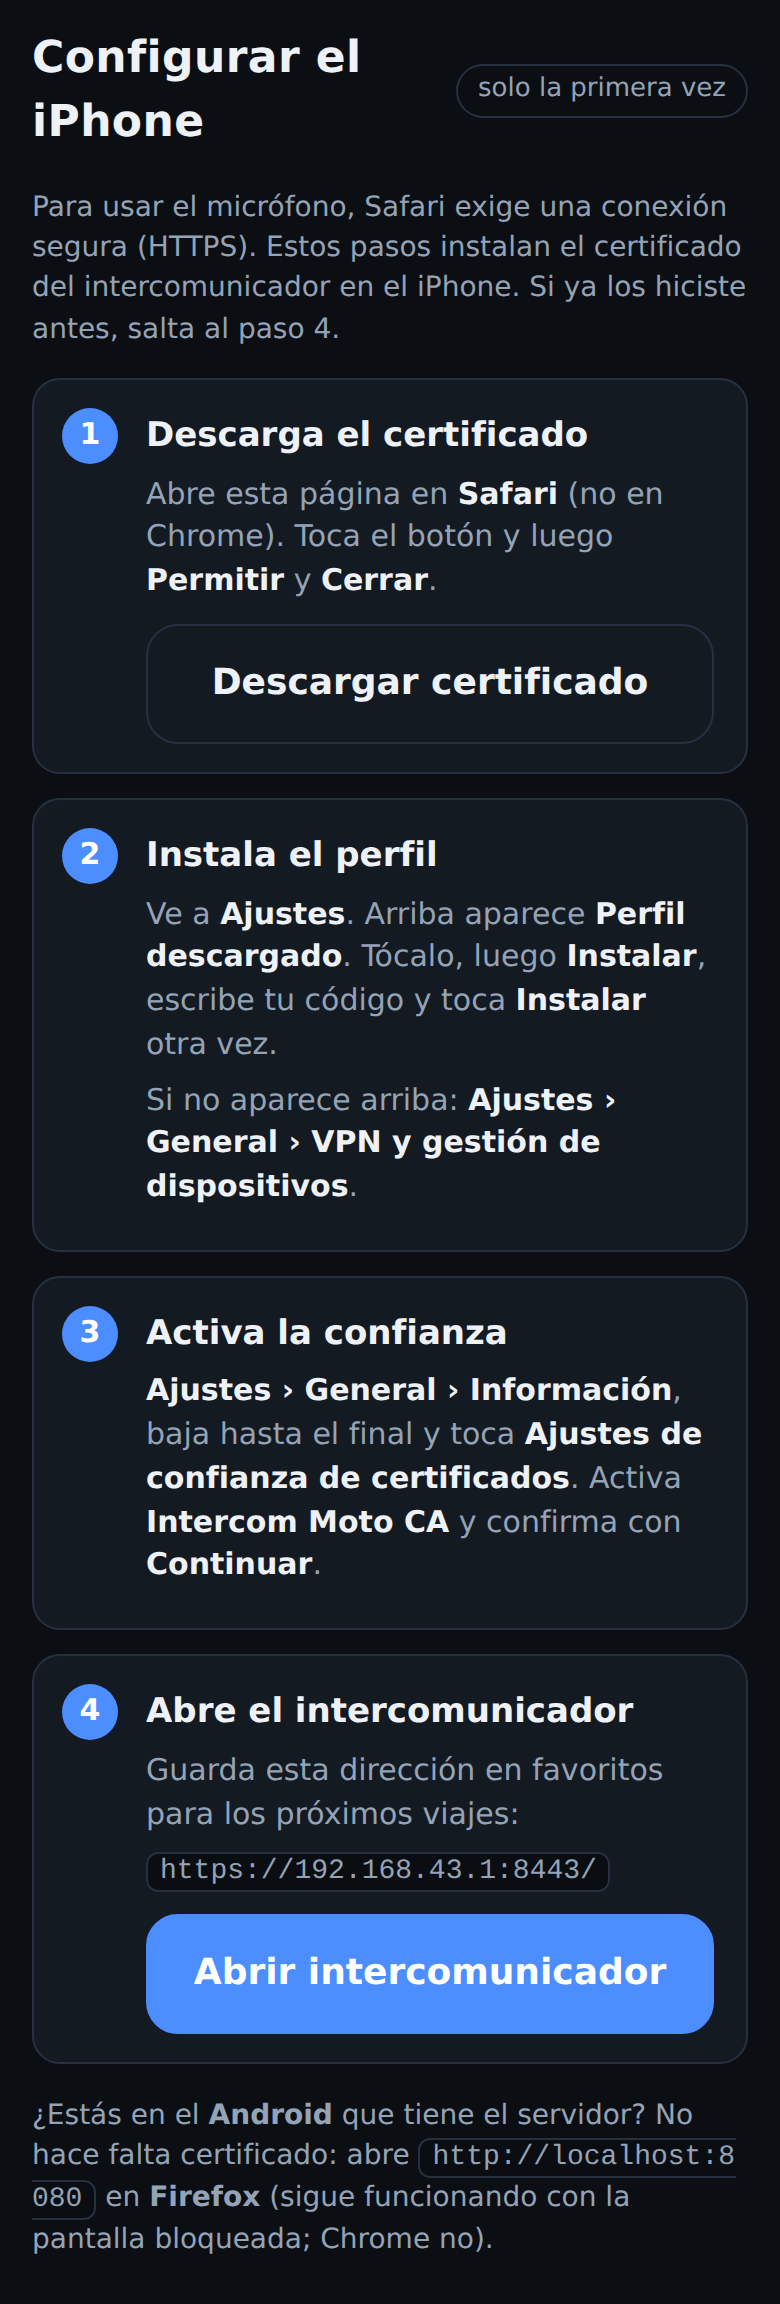 Configurar el
iPhone
solo la primera vez
Para usar el micrófono, Safari exige una conexión
segura (HTTPS). Estos pasos instalan el certificado
del intercomunicador en el iPhone. Si ya los hiciste
antes, salta al paso 4.
1
Descarga el certificado
Abre esta página en Safari (no en
Chrome). Toca el botón y luego
Permitir y Cerrar.
Descargar certificado
2
Instala el perfil
Ve a Ajustes. Arriba aparece Perfil
descargado. Tócalo, luego Instalar,
escribe tu código y toca Instalar
otra vez.
Si no aparece arriba: Ajustes ›
General › VPN y gestión de
dispositivos.
3
Activa la confianza
Ajustes › General › Información,
baja hasta el final y toca Ajustes de
confianza de certificados. Activa
Intercom Moto CA y confirma con
Continuar.
4
Abre el intercomunicador
Guarda esta dirección en favoritos
para los próximos viajes:
https://192.168.43.1:8443/
Abrir intercomunicador
¿Estás en el Android que tiene el servidor? No
hace falta certificado: abre http://localhost:8
080 en Firefox (sigue funcionando con la
pantalla bloqueada; Chrome no).